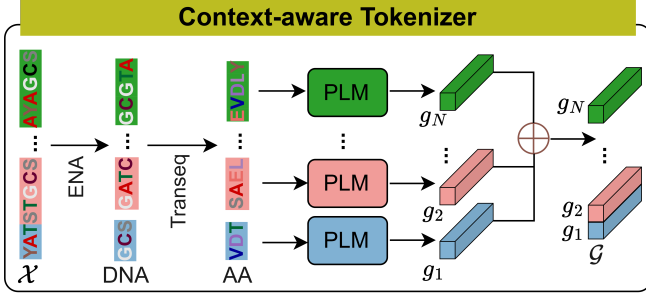 Context-aware Tokenizer
YATSTGCS ... AYAGCS
𝒳
ENA
GCS GATC ... GCGTA
DNA
Transeq
VDT SAEL ... EVDLY
AA
PLM
...
PLM
PLM
g_N
...
g_2
g_1
g_N
...
g_2
g_1
𝒢